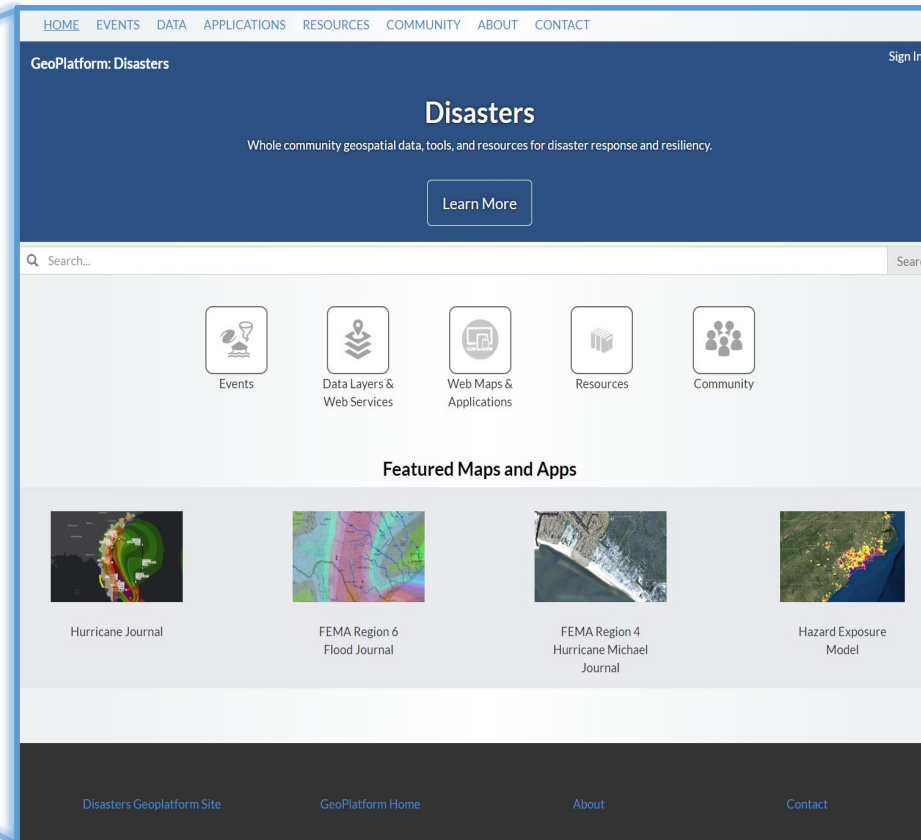 HOME EVENTS DATA APPLICATIONS RESOURCES COMMUNITY ABOUT CONTACT
GeoPlatform: Disasters
Sign In
Disasters
Whole community geospatial data, tools, and resources for disaster response and resiliency.
Learn More
Search...
Sear
Events
Data Layers &
Web Services
Web Maps &
Applications
Resources
Community
Featured Maps and Apps
Hurricane Journal
FEMA Region 6
Flood Journal
FEMA Region 4
Hurricane Michael
Journal
Hazard Exposure
Model
Disasters Geoplatform Site
GeoPlatform Home
About
Contact